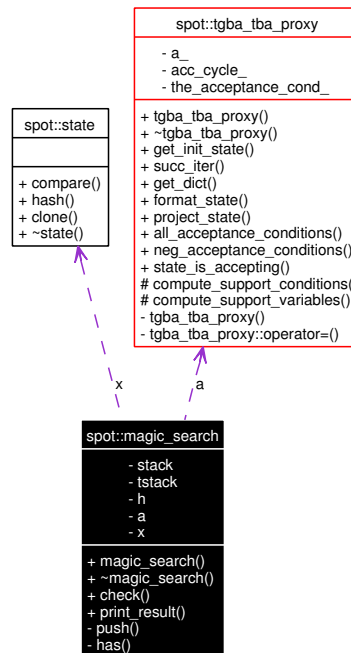 spot::tgba_tba_proxy
- a_
- acc_cycle_
- the_acceptance_cond_
+ tgba_tba_proxy()
+ ~tgba_tba_proxy()
+ get_init_state()
+ succ_iter()
+ get_dict()
+ format_state()
+ project_state()
+ all_acceptance_conditions()
+ neg_acceptance_conditions()
+ state_is_accepting()
# compute_support_conditions()
# compute_support_variables()
- tgba_tba_proxy()
- tgba_tba_proxy::operator=()
spot::state
+ compare()
+ hash()
+ clone()
+ ~state()
x
a
spot::magic_search
- stack
- tstack
- h
- a
- x
+ magic_search()
+ ~magic_search()
+ check()
+ print_result()
- push()
- has()